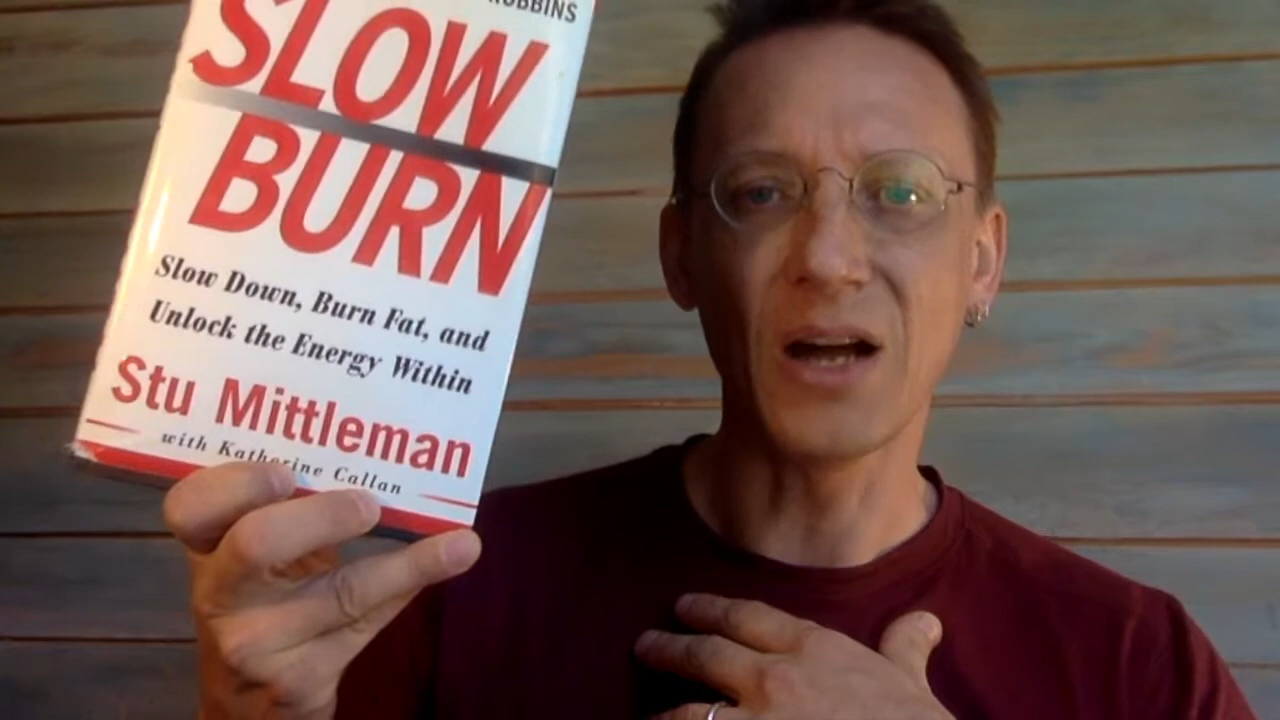 ROBBINS
SLOW
BURN
Slow Down, Burn Fat, and
Unlock the Energy Within
Stu Mittleman
with Katherine Callan